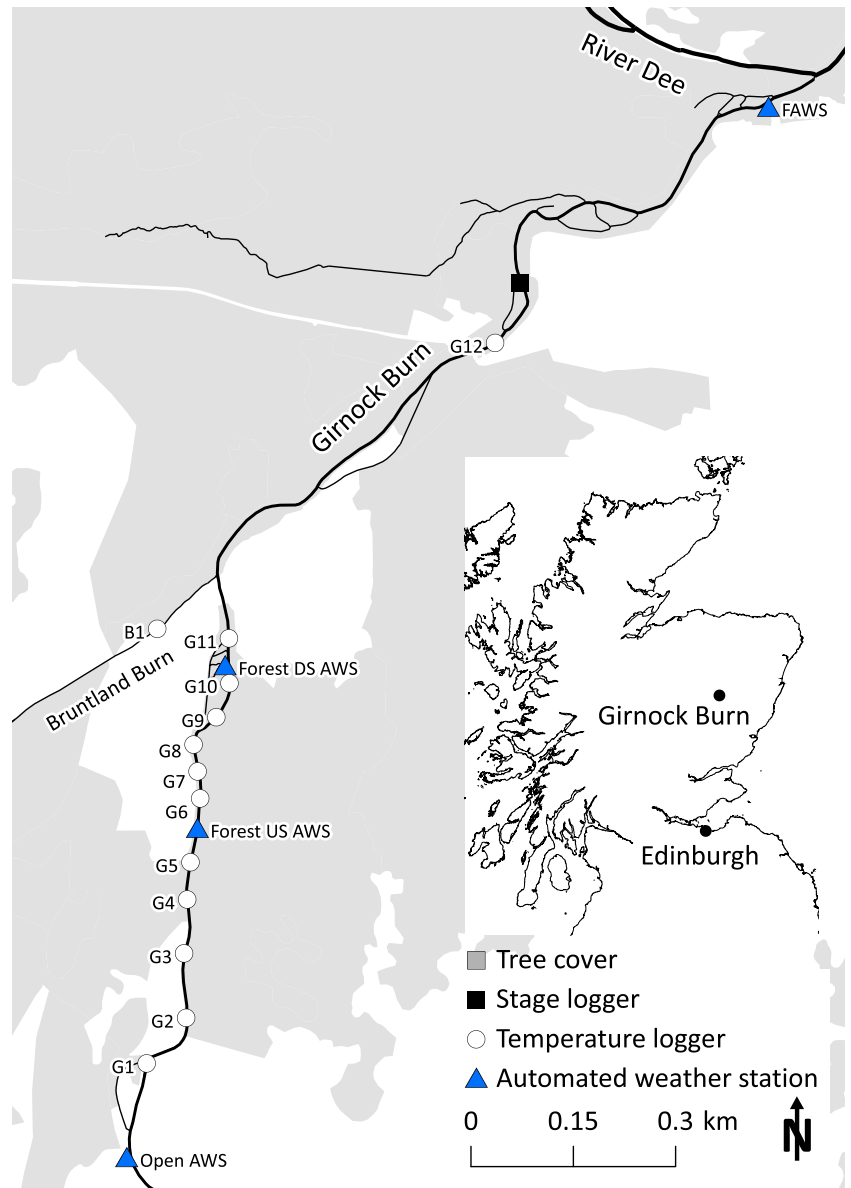 River Dee
FAWS
G12
Girnock Burn
B1
G11
Bruntland Burn
Forest DS AWS
G10
G9
G8
G7
G6
Forest US AWS
G5
G4
G3
G2
G1
Open AWS
Girnock Burn
Edinburgh
Tree cover
Stage logger
Temperature logger
Automated weather station
0 0.15 0.3 km
N